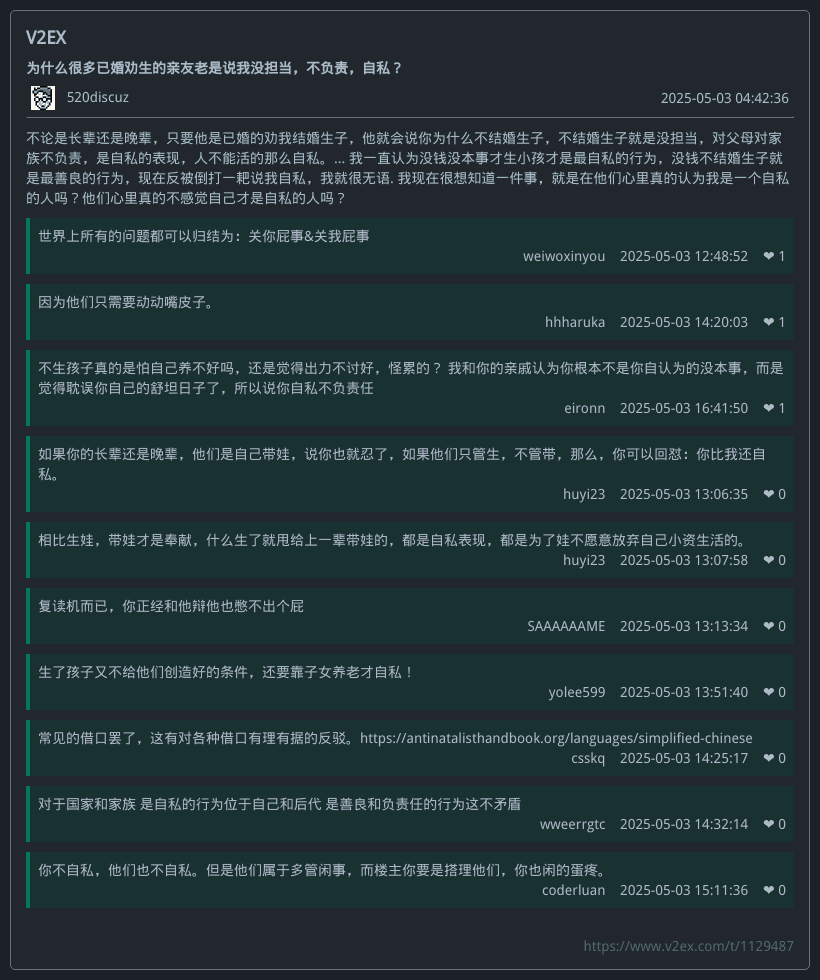 V2EX
为什么很多已婚劝生的亲友老是说我没担当，不负责，自私？
520discuz 2025-05-03 04:42:36
不论是长辈还是晚辈，只要他是已婚的劝我结婚生子，他就会说你为什么不结婚生子，不结婚生子就是没担当，对父母对家
族不负责，是自私的表现，人不能活的那么自私。... 我一直认为没钱没本事才生小孩才是最自私的行为，没钱不结婚生子就
是最善良的行为，现在反被倒打一耙说我自私，我就很无语. 我现在很想知道一件事，就是在他们心里真的认为我是一个自私
的人吗？他们心里真的不感觉自己才是自私的人吗？
世界上所有的问题都可以归结为：关你屁事&关我屁事
weiwoxinyou 2025-05-03 12:48:52 ❤ 1
因为他们只需要动动嘴皮子。
hhharuka 2025-05-03 14:20:03 ❤ 1
不生孩子真的是怕自己养不好吗，还是觉得出力不讨好，怪累的？ 我和你的亲戚认为你根本不是你自认为的没本事，而是
觉得耽误你自己的舒坦日子了，所以说你自私不负责任
eironn 2025-05-03 16:41:50 ❤ 1
如果你的长辈还是晚辈，他们是自己带娃，说你也就忍了，如果他们只管生，不管带，那么，你可以回怼：你比我还自
私。
huyi23 2025-05-03 13:06:35 ❤ 0
相比生娃，带娃才是奉献，什么生了就甩给上一辈带娃的，都是自私表现，都是为了娃不愿意放弃自己小资生活的。
huyi23 2025-05-03 13:07:58 ❤ 0
复读机而已，你正经和他辩他也憋不出个屁
SAAAAAAME 2025-05-03 13:13:34 ❤ 0
生了孩子又不给他们创造好的条件，还要靠子女养老才自私！
yolee599 2025-05-03 13:51:40 ❤ 0
常见的借口罢了，这有对各种借口有理有据的反驳。https://antinatalisthandbook.org/languages/simplified-chinese
csskq 2025-05-03 14:25:17 ❤ 0
对于国家和家族 是自私的行为位于自己和后代 是善良和负责任的行为这不矛盾
wweerrgtc 2025-05-03 14:32:14 ❤ 0
你不自私，他们也不自私。但是他们属于多管闲事，而楼主你要是搭理他们，你也闲的蛋疼。
coderluan 2025-05-03 15:11:36 ❤ 0
https://www.v2ex.com/t/1129487